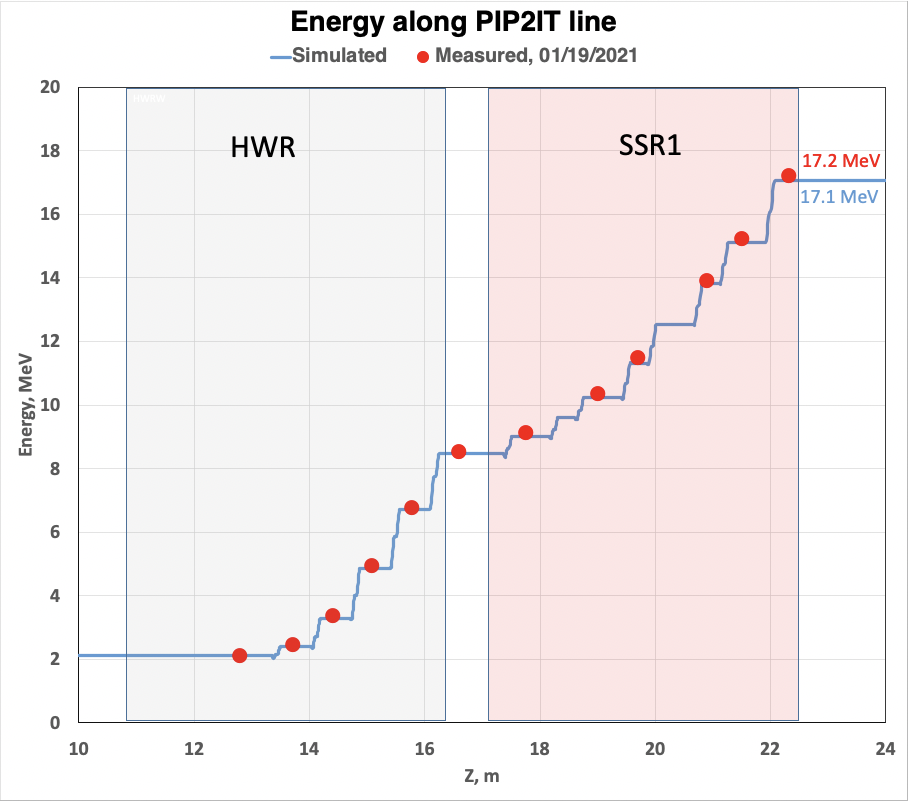 Energy along PIP2IT line
Simulated Measured, 01/19/2021
20
18
16
14
12
10
8
6
4
2
0
Energy, MeV
HWR
SSR1
17.2 MeV
17.1 MeV
10 12 14 16 18 20 22 24
Z, m